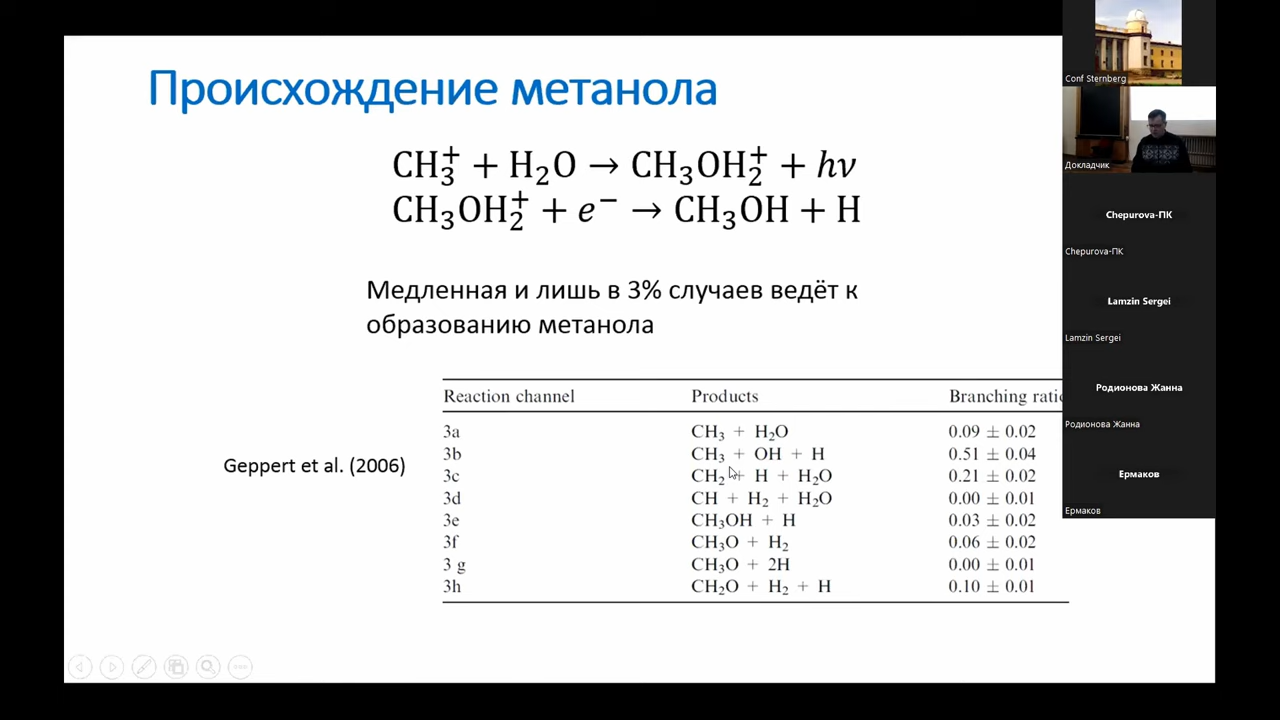 Происхождение метанола
CH₃⁺ + H₂O → CH₃OH₂⁺ + hν
CH₃OH₂⁺ + e⁻ → CH₃OH + H
Медленная и лишь в 3% случаев ведёт к
образованию метанола
Geppert et al. (2006)
Reaction channel Products Branching
3a CH₃ + H₂O 0.09 ± 0.02
3b CH₃ + OH + H 0.51 ± 0.04
3c CH₂ + H + H₂O 0.21 ± 0.02
3d CH + H₂ + H₂O 0.00 ± 0.01
3e CH₃OH + H 0.03 ± 0.02
3f CH₃O + H₂ 0.06 ± 0.02
3 g CH₃O + 2H 0.00 ± 0.01
3h CH₂O + H₂ + H 0.10 ± 0.01
Conf Sternberg
Докладчик
Chepurova-ПК
Chepurova-ПК
Lamzin Sergei
Lamzin Sergei
Родионова Жанна
Родионова Жанна
Ермаков
Ермаков